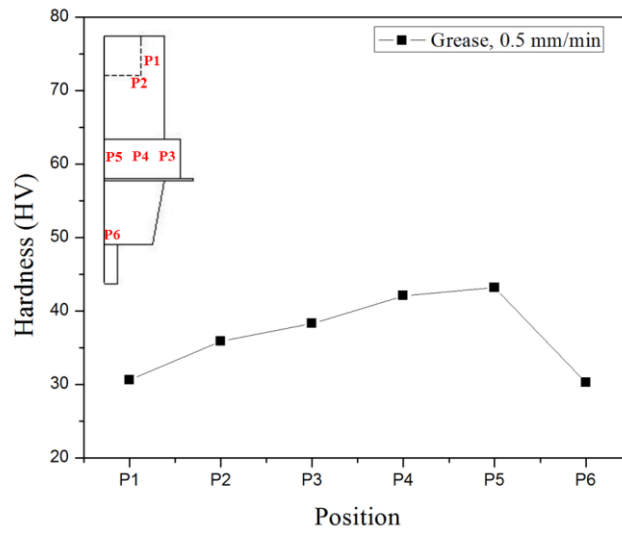 Grease, 0.5 mm/min
80
70
60
50
40
30
20
Hardness (HV)
P1
P2
P5 P4 P3
P6
P1 P2 P3 P4 P5 P6
Position